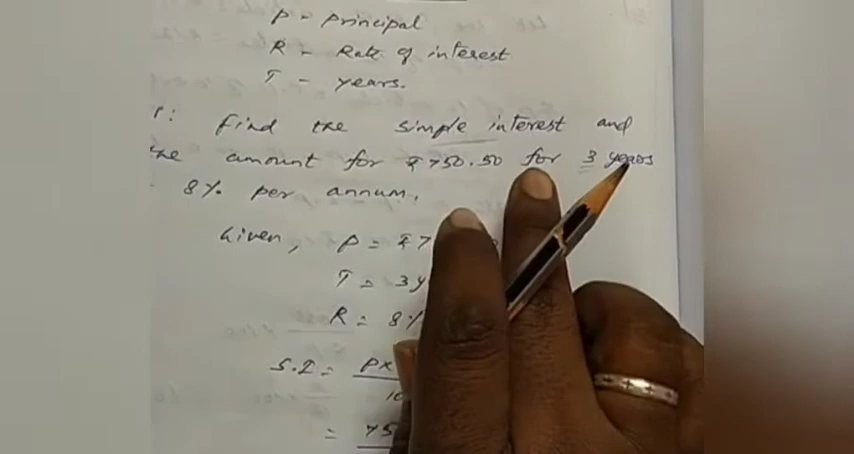 P = Principal
R - Rate of interest
T - years.
Find the simple interest and
the amount for ₹750.50 for 3 years
8% per annum.
Given, P = ₹7
T = 3y
R = 8%
S.I = PX
10
= 75